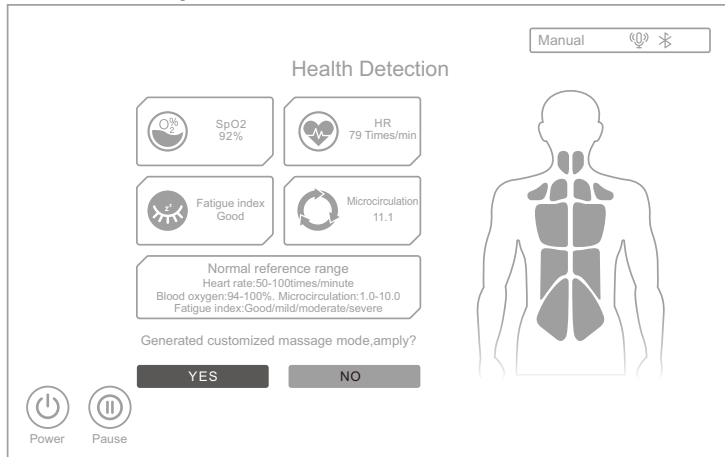 Manual
Health Detection
O2%
SpO2
92%
HR
79 Times/min
Fatigue index
Good
Microcirculation
11.1
Normal reference range
Heart rate:50-100times/minute
Blood oxygen:94-100%. Microcirculation:1.0-10.0
Fatigue index:Good/mild/moderate/severe
Generated customized massage mode,amply?
YES
NO
Power
Pause